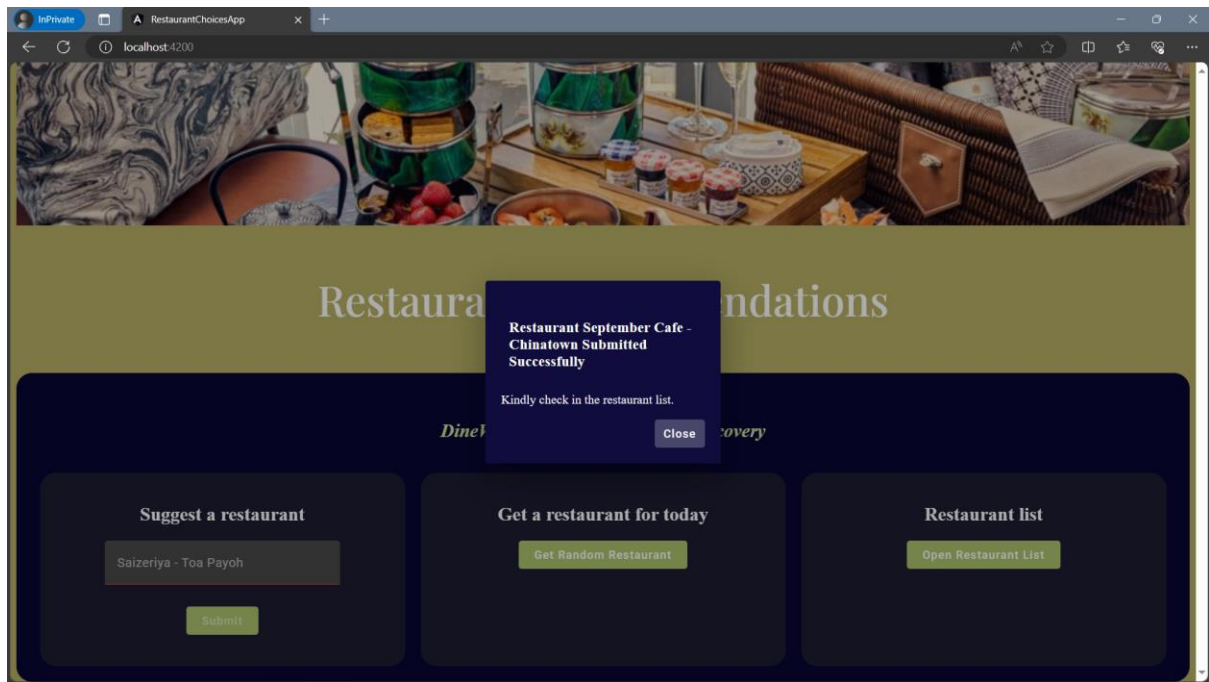 InPrivate
RestaurantChoicesApp
localhost:4200
Restaura
ndations
Restaurant September Cafe -
Chinatown Submitted
Successfully
Kindly check in the restaurant list.
Close
Dine
covery
Suggest a restaurant
Saizeriya - Toa Payoh
Submit
Get a restaurant for today
Get Random Restaurant
Restaurant list
Open Restaurant List